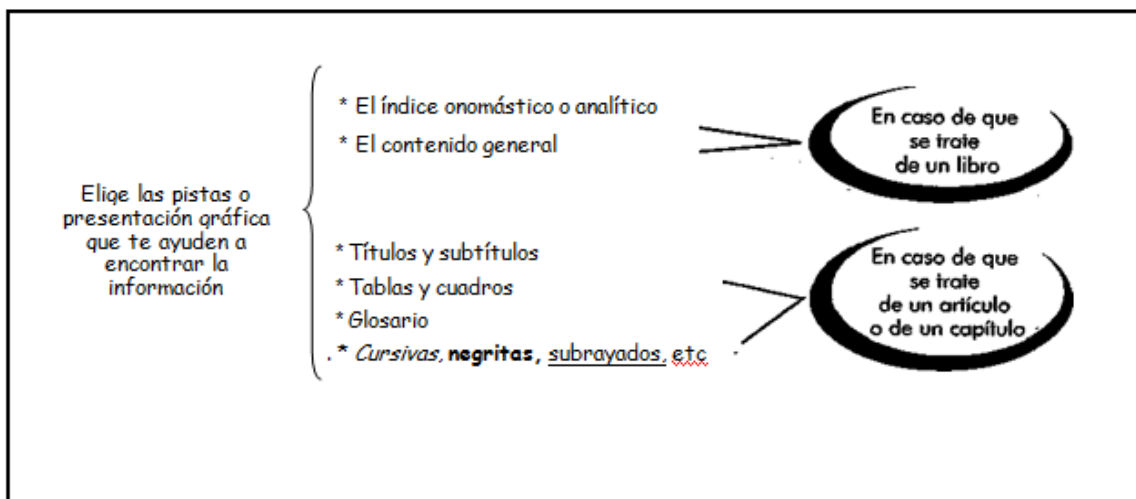 Elige las pistas o
presentación gráfica
que te ayuden a
encontrar la
información
* El índice onomástico o analítico
* El contenido general
En caso de que
se trate
de un libro
* Títulos y subtítulos
* Tablas y cuadros
* Glosario
. * Cursivas, negritas, subrayados, etc
En caso de que
se trate
de un artículo
o de un capítulo